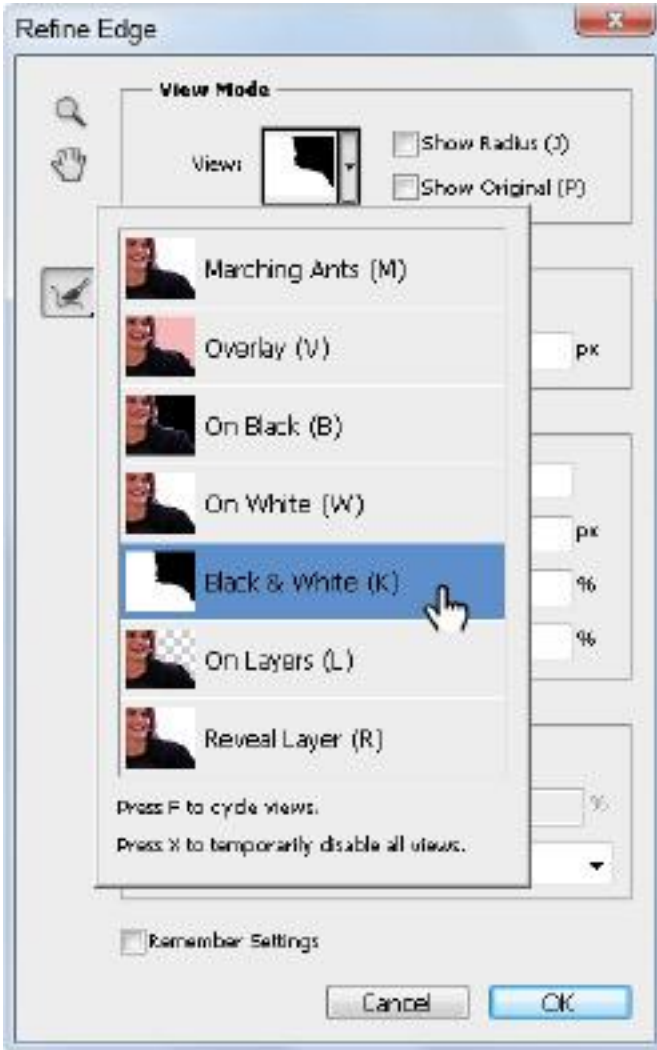 Refine Edge
View Mode
View:
Show Radius (J)
Show Original (P)
Marching Ants (M)
Overlay (V)
px
On Black (B)
On White (W)
px
Black & White (K)
%
On Layers (L)
%
Reveal Layer (R)
Press F to cycle views.
%
Press X to temporarily disable all views.
Remember Settings
Cancel
OK